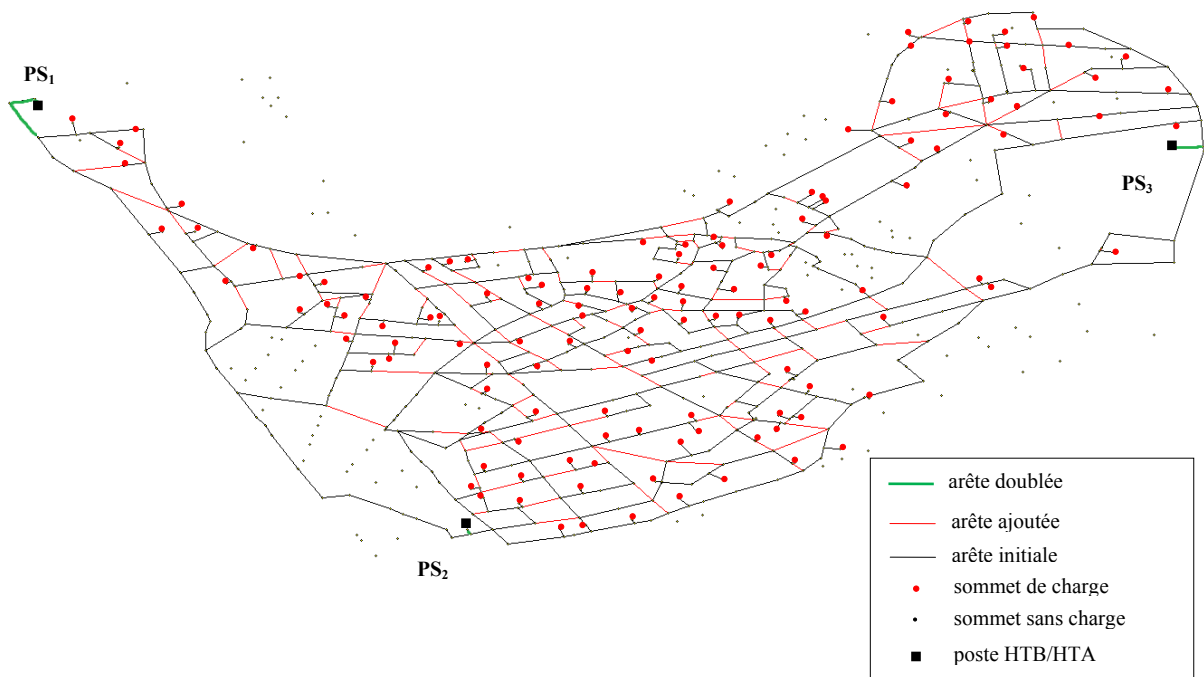 PS1
PS3
PS2
arête doublée
arête ajoutée
arête initiale
sommet de charge
sommet sans charge
poste HTB/HTA